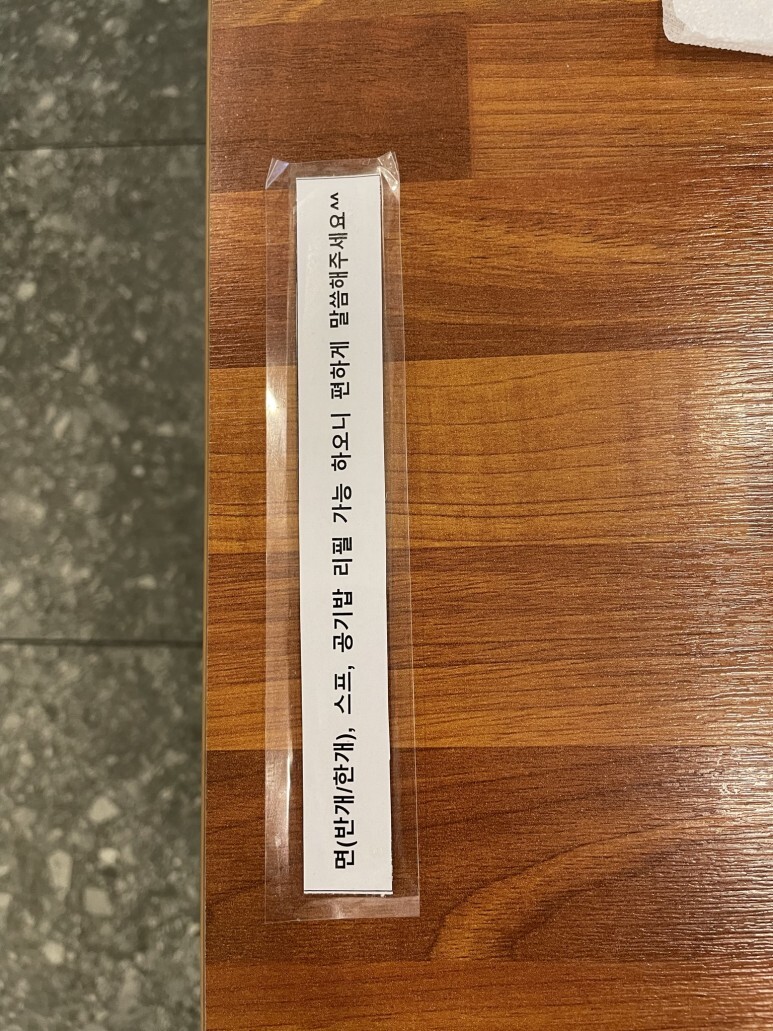 면(반개/한개), 스프, 공기밥 리필 가능 하오니 편하게 말씀해주세요^^